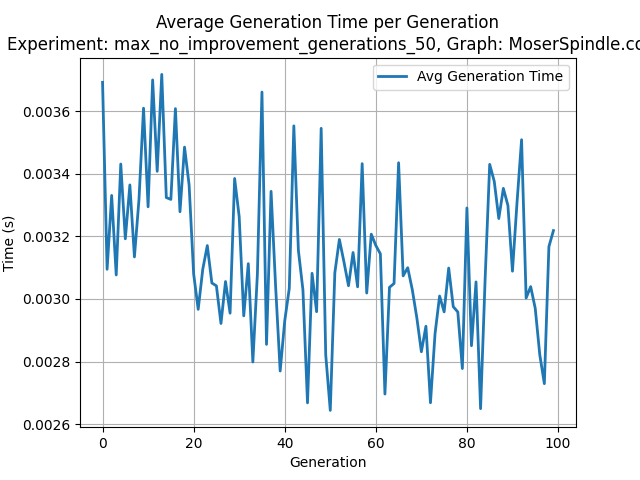 Average Generation Time per Generation
Experiment: max_no_improvement_generations_50, Graph: MoserSpindle.co
Avg Generation Time
0.0036
0.0034
0.0032
0.0030
0.0028
0.0026
Time (s)
0
20
40
60
80
100
Generation